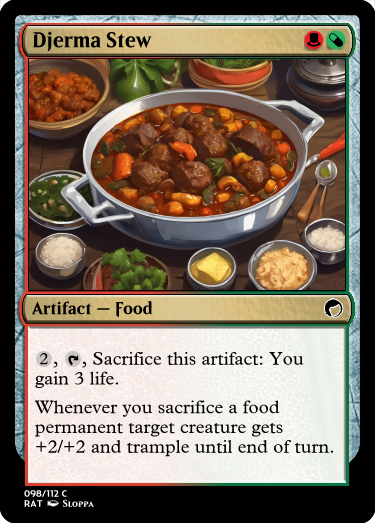 Djerma Stew
Artifact — Food
2, Sacrifice this artifact: You
gain 3 life.
Whenever you sacrifice a food
permanent target creature gets
+2/+2 and trample until end of turn.
098/112 C
RAT Sloppa